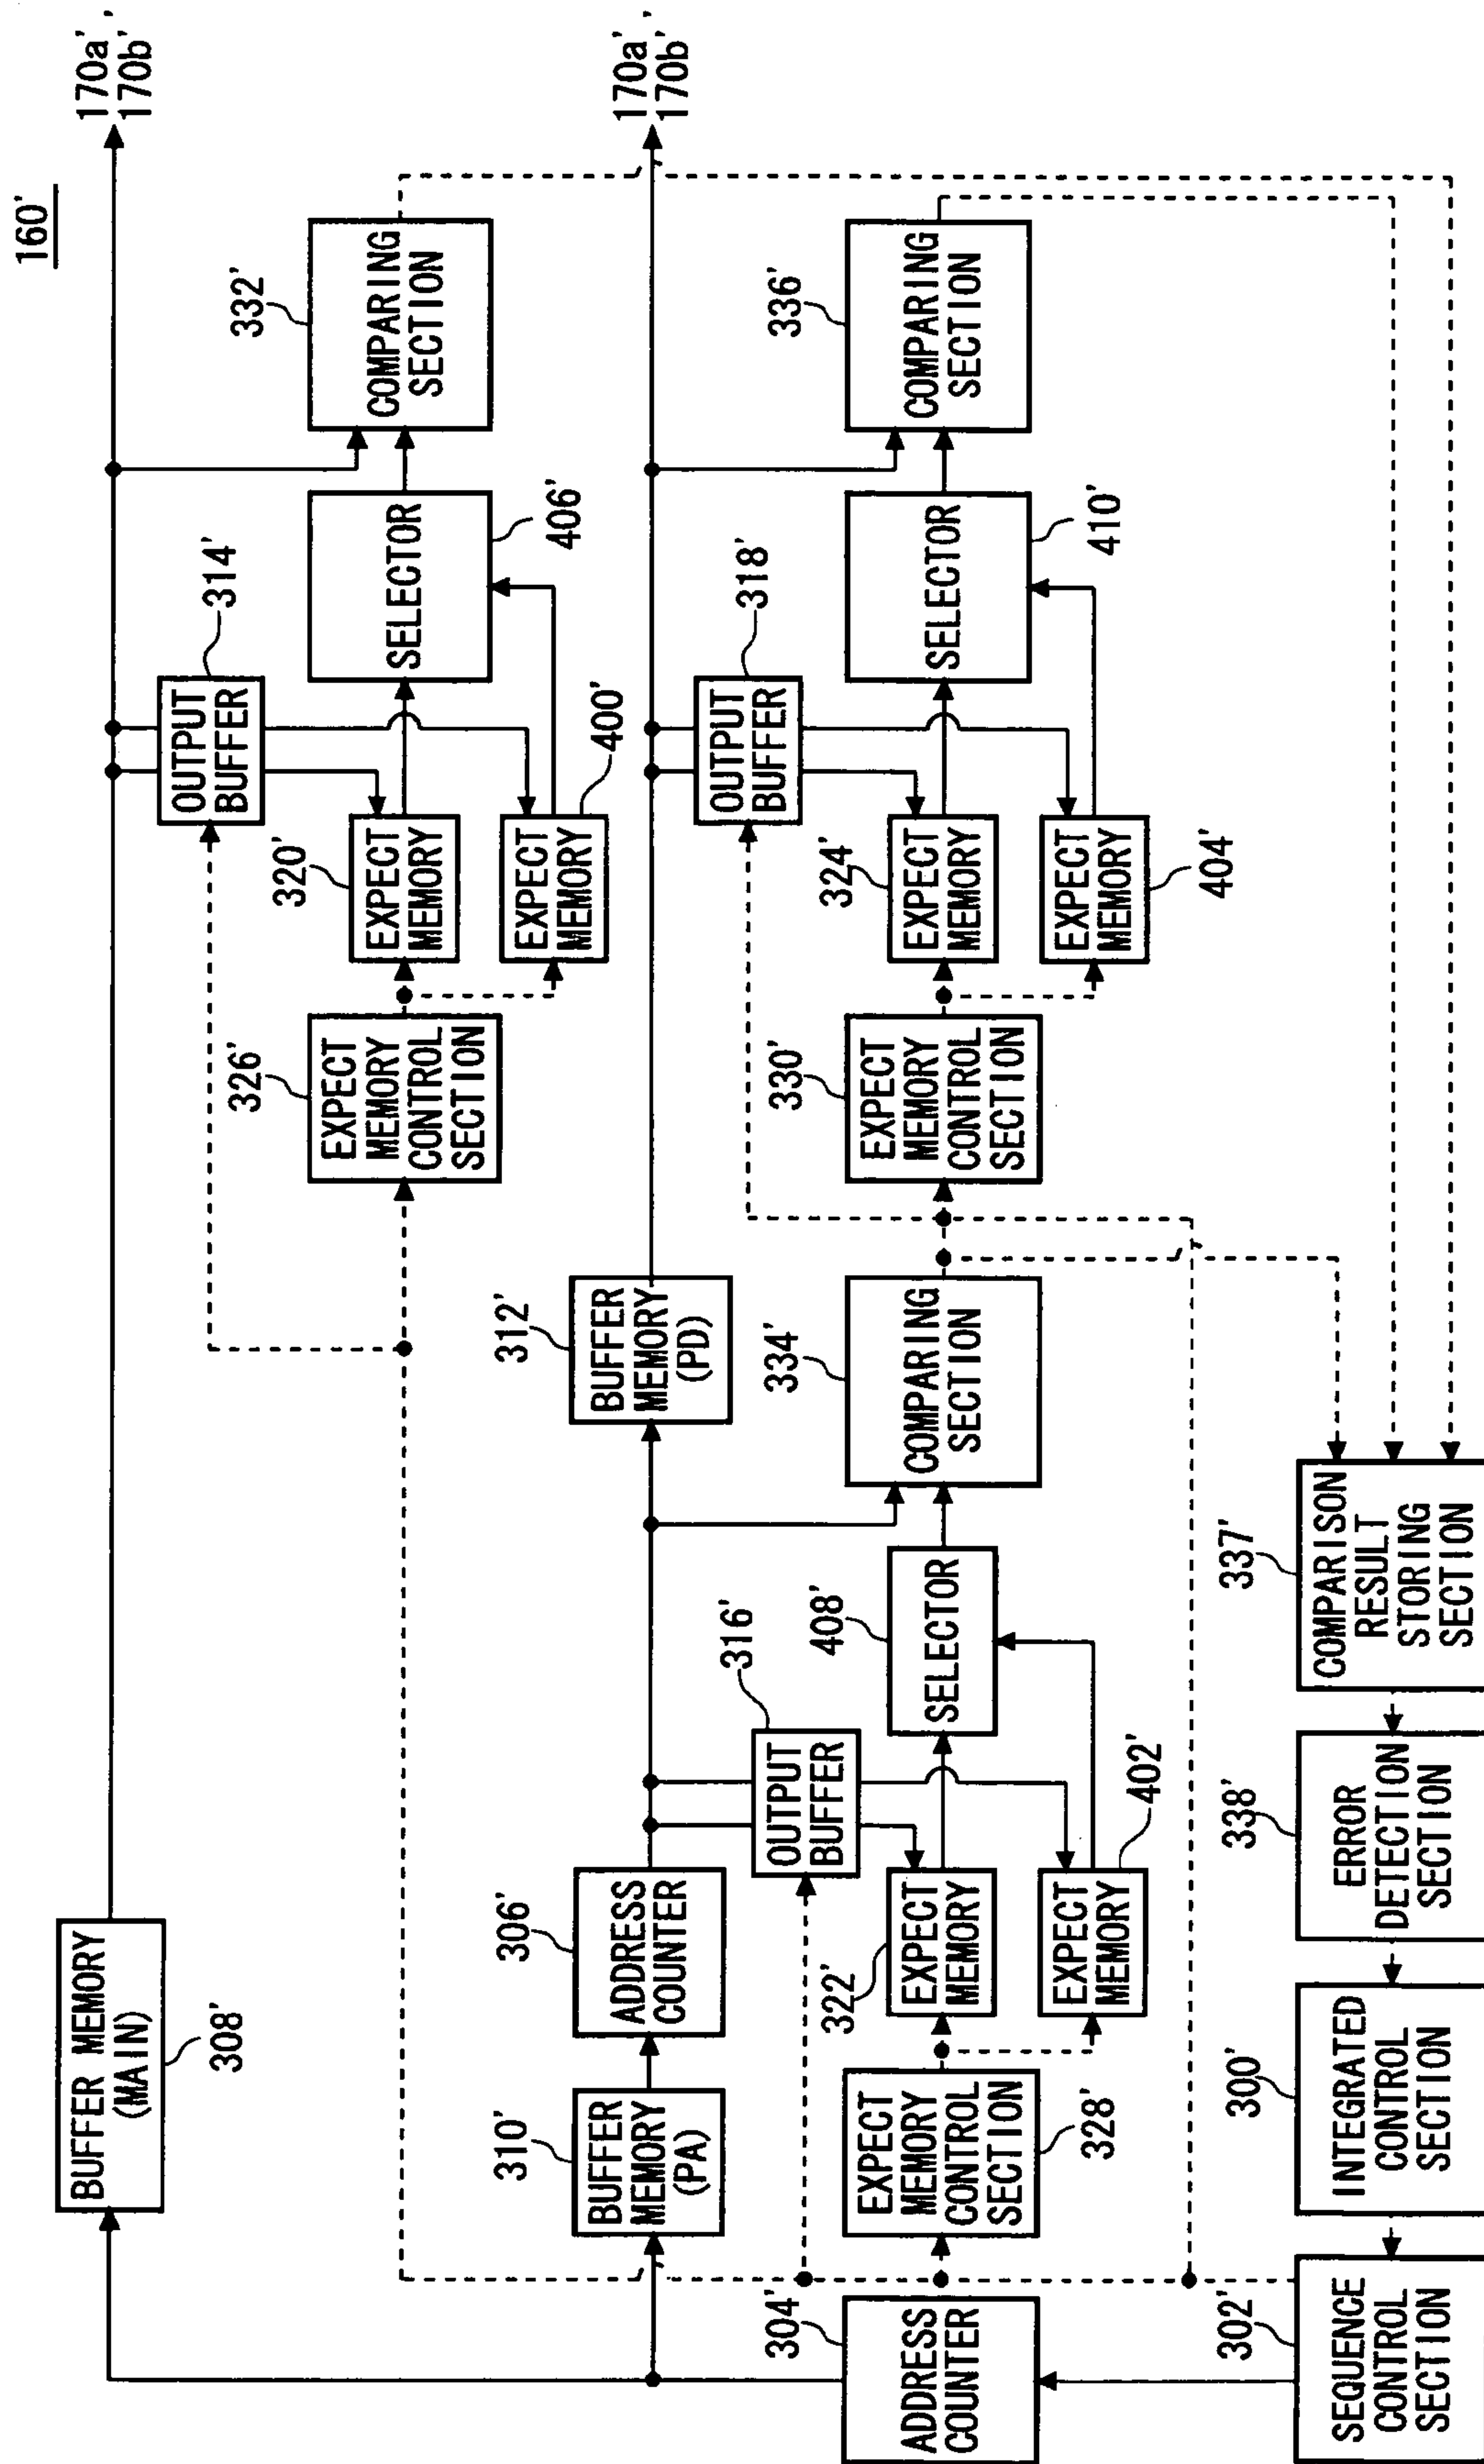 160'
170a',
170b'
BUFFER MEMORY
(MAIN)
308'
OUTPUT
BUFFER
314'
332'
COMPARING
SECTION
SELECTOR
406'
320'
EXPECT
MEMORY
EXPECT
MEMORY
400'
326'
EXPECT
MEMORY
CONTROL
SECTION
170a',
170b'
310'
BUFFER
MEMORY
(PA)
306'
ADDRESS
COUNTER
312'
BUFFER
MEMORY
(PD)
316'
OUTPUT
BUFFER
318'
OUTPUT
BUFFER
304'
ADDRESS
COUNTER
EXPECT
MEMORY
CONTROL
SECTION
328'
322'
EXPECT
MEMORY
EXPECT
MEMORY
402'
408'
SELECTOR
334'
COMPARING
SECTION
330'
EXPECT
MEMORY
CONTROL
SECTION
324'
EXPECT
MEMORY
EXPECT
MEMORY
404'
SELECTOR
410'
336'
COMPARING
SECTION
302'
SEQUENCE
CONTROL
SECTION
300'
INTEGRATED
CONTROL
SECTION
338'
ERROR
DETECTION
SECTION
337'
COMPARISON
RESULT
STORING
SECTION